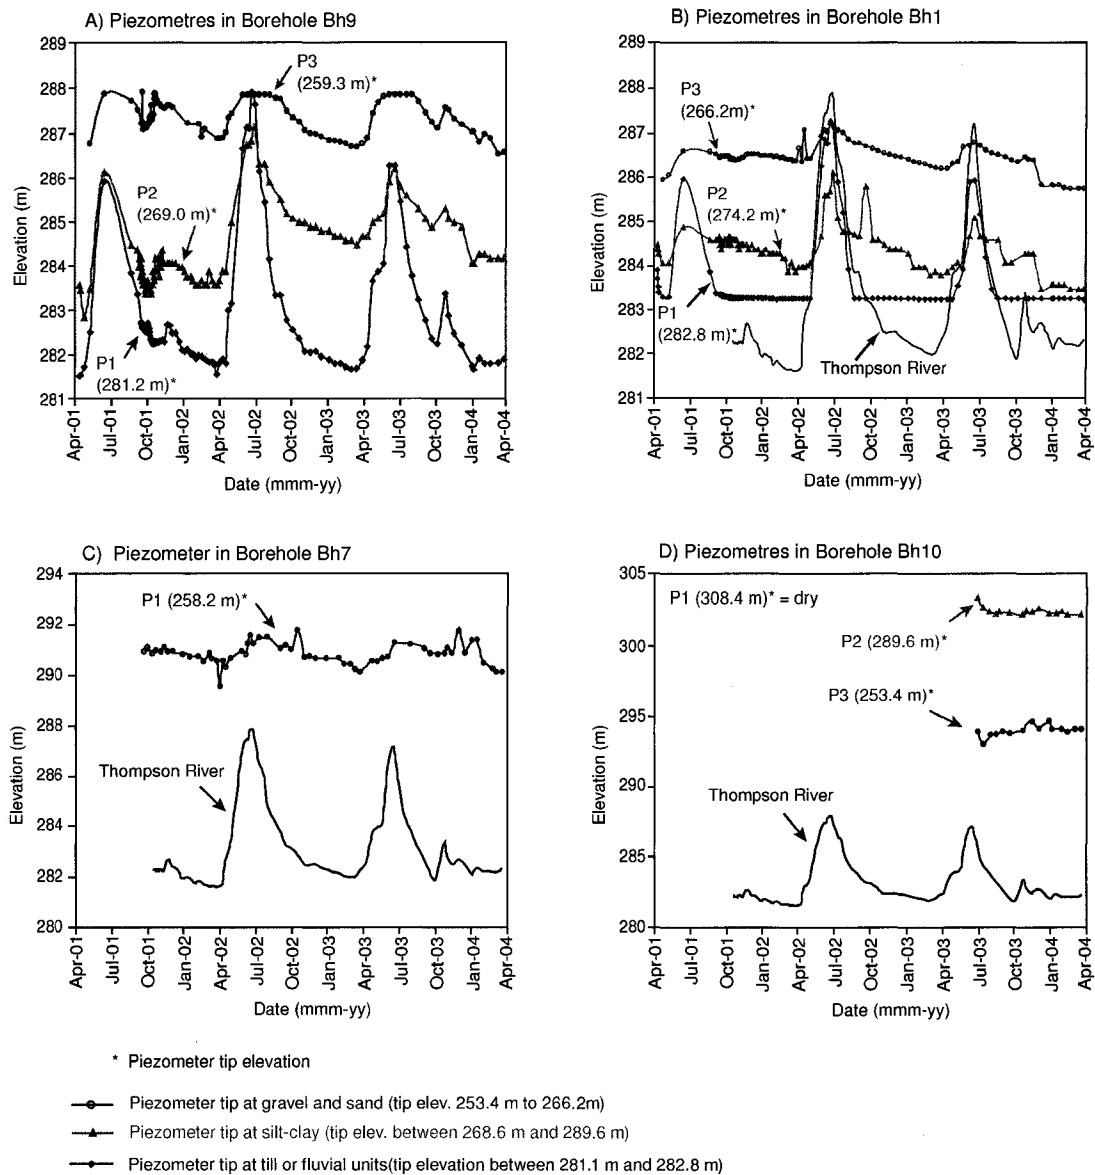 A) Piezometres in Borehole Bh9
289
288
287
286
285
284
283
282
281
Elevation (m)
P3
(259.3 m)*
P2
(269.0 m)*
P1
(281.2 m)*
Apr-01
Jul-01
Oct-01
Jan-02
Apr-02
Jul-02
Oct-02
Jan-03
Apr-03
Jul-03
Oct-03
Jan-04
Apr-04
Date (mmm-yy)
B) Piezometres in Borehole Bh1
289
288
287
286
285
284
283
282
281
Elevation (m)
P3
(266.2m)*
P2
(274.2 m)*
P1
(282.8 m)*
Thompson River
Apr-01
Jul-01
Oct-01
Jan-02
Apr-02
Jul-02
Oct-02
Jan-03
Apr-03
Jul-03
Oct-03
Jan-04
Apr-04
Date (mmm-yy)
C) Piezometer in Borehole Bh7
294
292
290
288
286
284
282
280
Elevation (m)
P1 (258.2 m)*
Thompson River
Apr-01
Jul-01
Oct-01
Jan-02
Apr-02
Jul-02
Oct-02
Jan-03
Apr-03
Jul-03
Oct-03
Jan-04
Apr-04
Date (mmm-yy)
D) Piezometres in Borehole Bh10
305
300
295
290
285
280
Elevation (m)
P1 (308.4 m)* = dry
P2 (289.6 m)*
P3 (253.4 m)*
Thompson River
Apr-01
Jul-01
Oct-01
Jan-02
Apr-02
Jul-02
Oct-02
Jan-03
Apr-03
Jul-03
Oct-03
Jan-04
Apr-04
Date (mmm-yy)
* Piezometer tip elevation
Piezometer tip at gravel and sand (tip elev. 253.4 m to 266.2m)
Piezometer tip at silt-clay (tip elev. between 268.6 m and 289.6 m)
Piezometer tip at till or fluvial units(tip elevation between 281.1 m and 282.8 m)